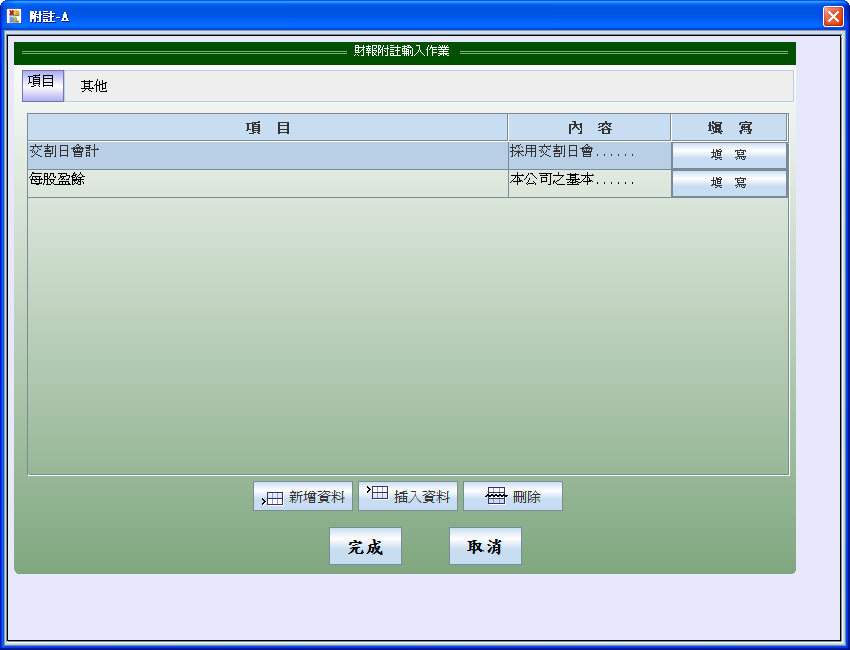 附註-A
財報附註輸入作業
項目 其他
項 目 內 容 填 寫
交割日會計 採用交割日會...... 填 寫
每股盈餘 本公司之基本...... 填 寫
新增資料 插入資料 刪除
完成 取消